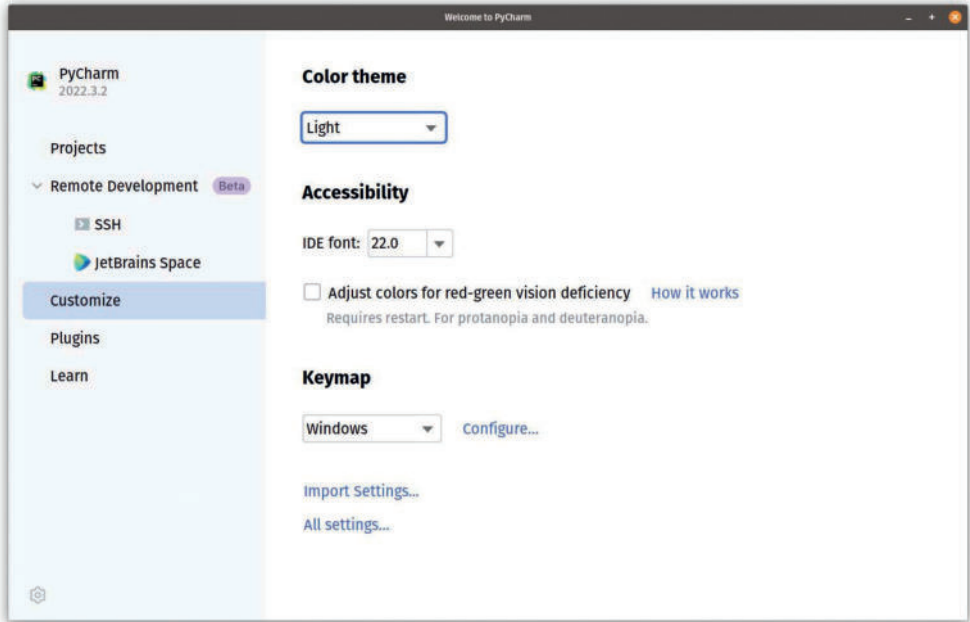 Welcome to PyCharm
PyCharm
2022.3.2
Projects
Remote Development Beta
SSH
JetBrains Space
Customize
Plugins
Learn
Color theme
Light
Accessibility
IDE font: 22.0
Adjust colors for red-green vision deficiency How it works
Requires restart. For protanopia and deuteranopia.
Keymap
Windows Configure...
Import Settings...
All settings...